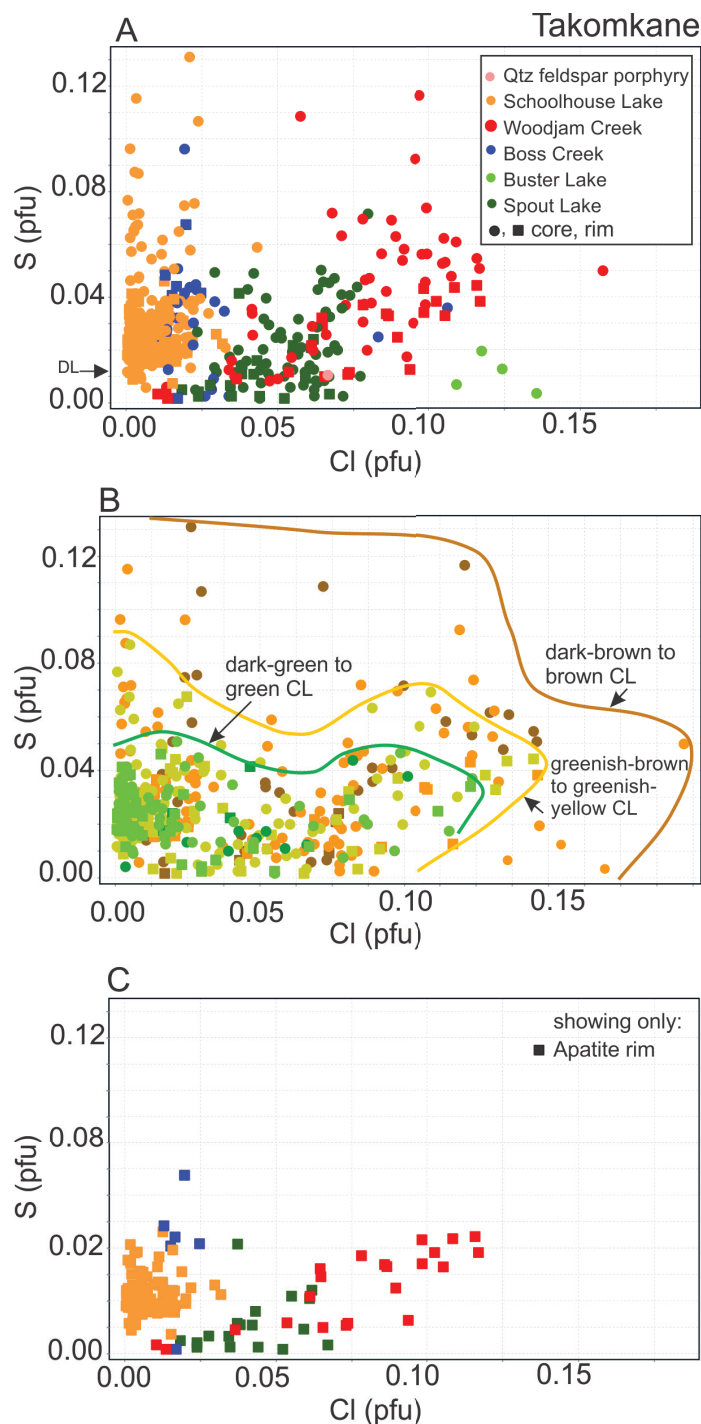 A
Takomkane
S (pfu)
0.12
0.08
0.04
0.00
DL
Qtz feldspar porphyry
Schoolhouse Lake
Woodjam Creek
Boss Creek
Buster Lake
Spout Lake
●, ■ core, rim
0.00 0.05 0.10 0.15
Cl (pfu)
B
S (pfu)
0.12
0.08
0.04
0.00
dark-green to
green CL
dark-brown to
brown CL
greenish-brown
to greenish-
yellow CL
0.00 0.05 0.10 0.15
Cl (pfu)
C
S (pfu)
0.12
0.08
0.02
0.00
showing only:
■ Apatite rim
0.00 0.05 0.10 0.15
Cl (pfu)